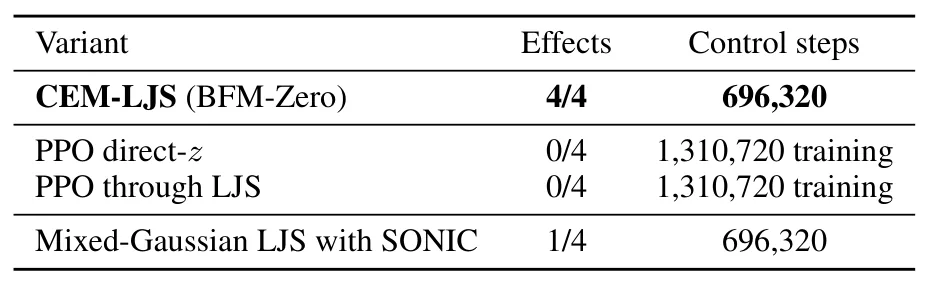 Variant Effects Control steps
CEM-LJS (BFM-Zero) 4/4 696,320
PPO direct-z 0/4 1,310,720 training
PPO through LJS 0/4 1,310,720 training
Mixed-Gaussian LJS with SONIC 1/4 696,320